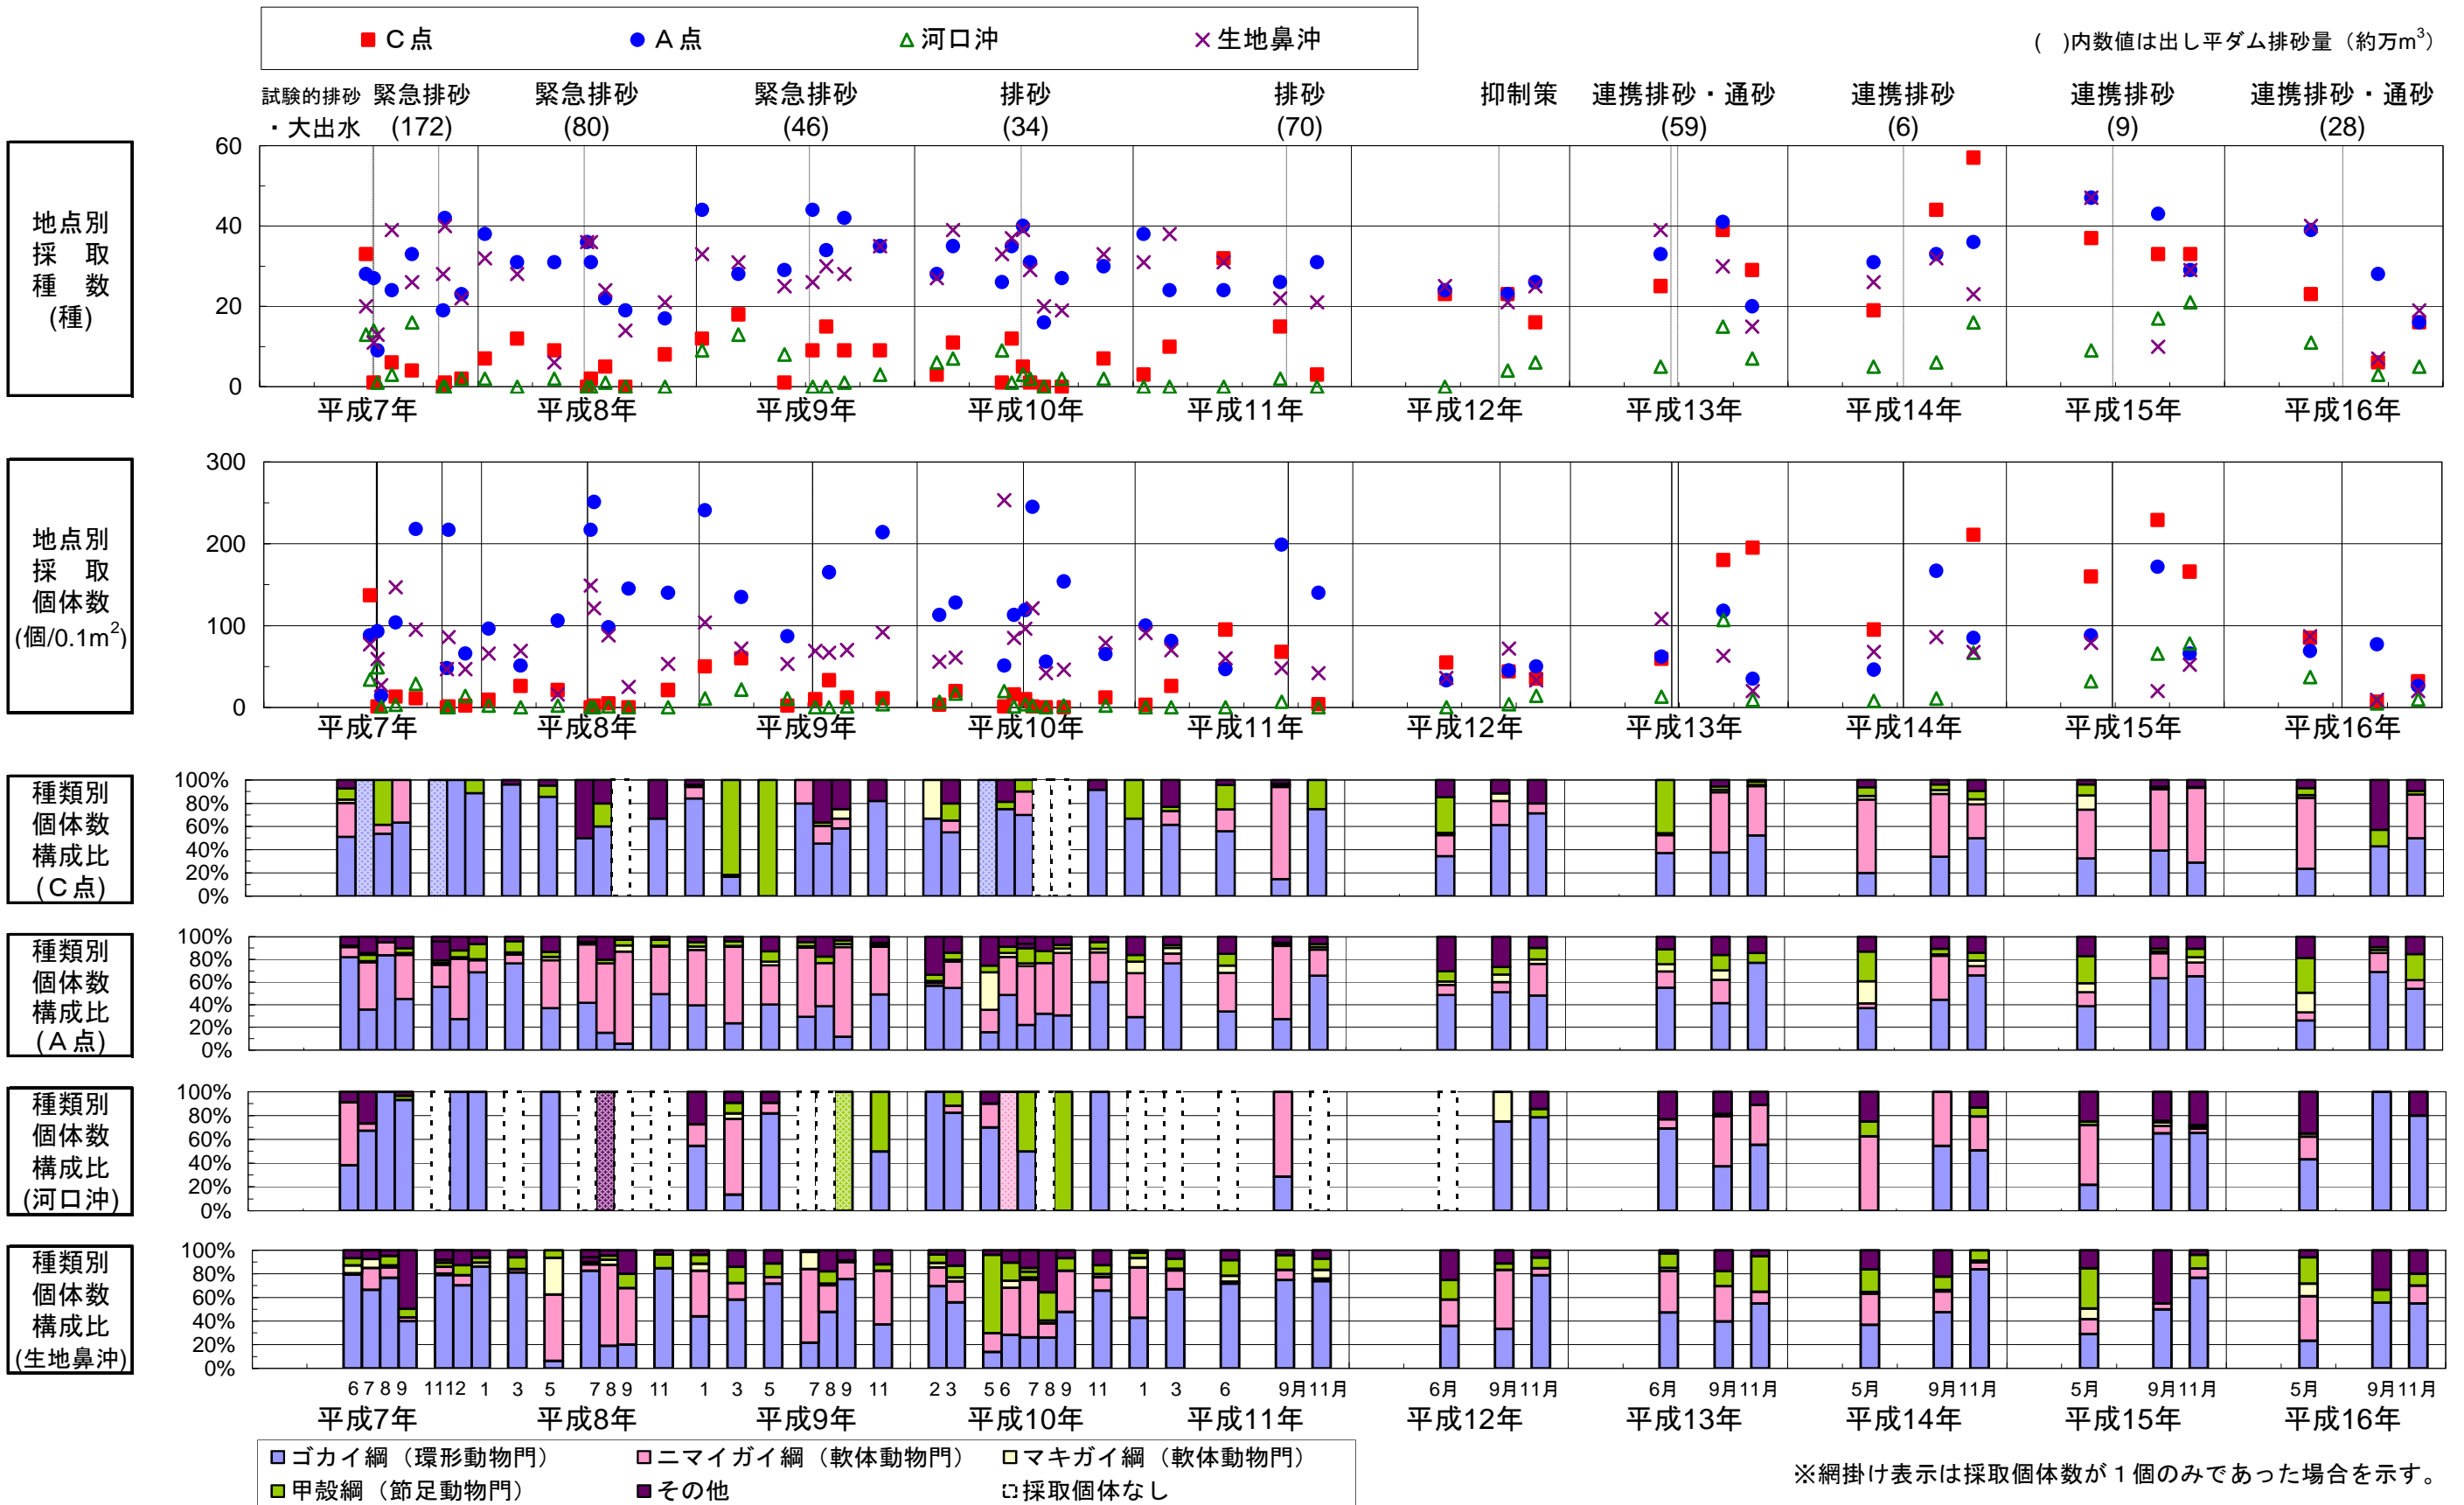 C点 A点 河口沖 生地鼻沖
( )内数値は出し平ダム排砂量(約万m³)
試験的排砂 緊急排砂 緊急排砂 緊急排砂 排砂 排砂 抑制策 連携排砂・通砂 連携排砂 連携排砂 連携排砂・通砂
・大出水 (172) (80) (46) (34) (70) (59) (6) (9) (28)
地点別
採 取
種 数
(種)
60
40
20
0
平成7年 平成8年 平成9年 平成10年 平成11年 平成12年 平成13年 平成14年 平成15年 平成16年
地点別
採 取
個体数
(個/0.1m²)
300
200
100
0
平成7年 平成8年 平成9年 平成10年 平成11年 平成12年 平成13年 平成14年 平成15年 平成16年
種類別
個体数
構成比
(C点)
100%
80%
60%
40%
20%
0%
種類別
個体数
構成比
(A点)
100%
80%
60%
40%
20%
0%
種類別
個体数
構成比
(河口沖)
100%
80%
60%
40%
20%
0%
種類別
個体数
構成比
(生地鼻沖)
100%
80%
60%
40%
20%
0%
6 7 8 9 11 12 1 3 5 7 8 9 11 1 3 5 7 8 9 11 2 3 5 6 7 8 9 11 1 3 6 9月 11月 6月 9月 11月 6月 9月 11月 5月 9月 11月 5月 9月 11月 5月 9月 11月
平成7年 平成8年 平成9年 平成10年 平成11年 平成12年 平成13年 平成14年 平成15年 平成16年
ゴカイ綱(環形動物門) ニマイガイ綱(軟体動物門) マキガイ綱(軟体動物門)
甲殻綱(節足動物門) その他 採取個体なし
※網掛け表示は採取個体数が1個のみであった場合を示す。